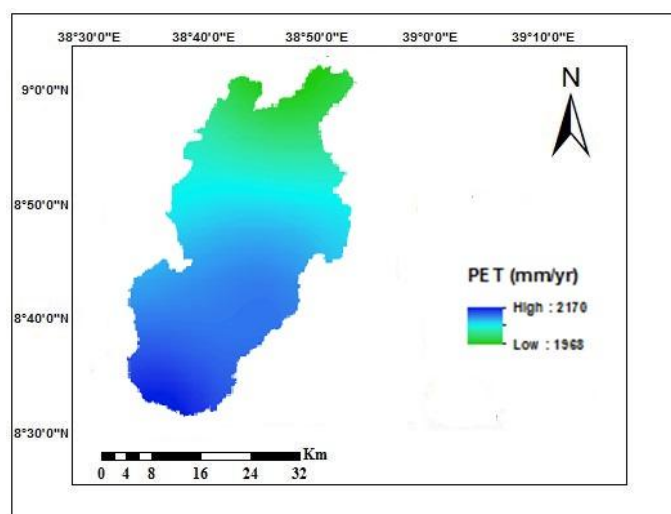 38°30'0"E 38°40'0"E 38°50'0"E 39°0'0"E 39°10'0"E
9°0'0"N
N
8°50'0"N
PET (mm/yr)
High : 2170
8°40'0"N
Low : 1968
8°30'0"N
Km
0 4 8 16 24 32